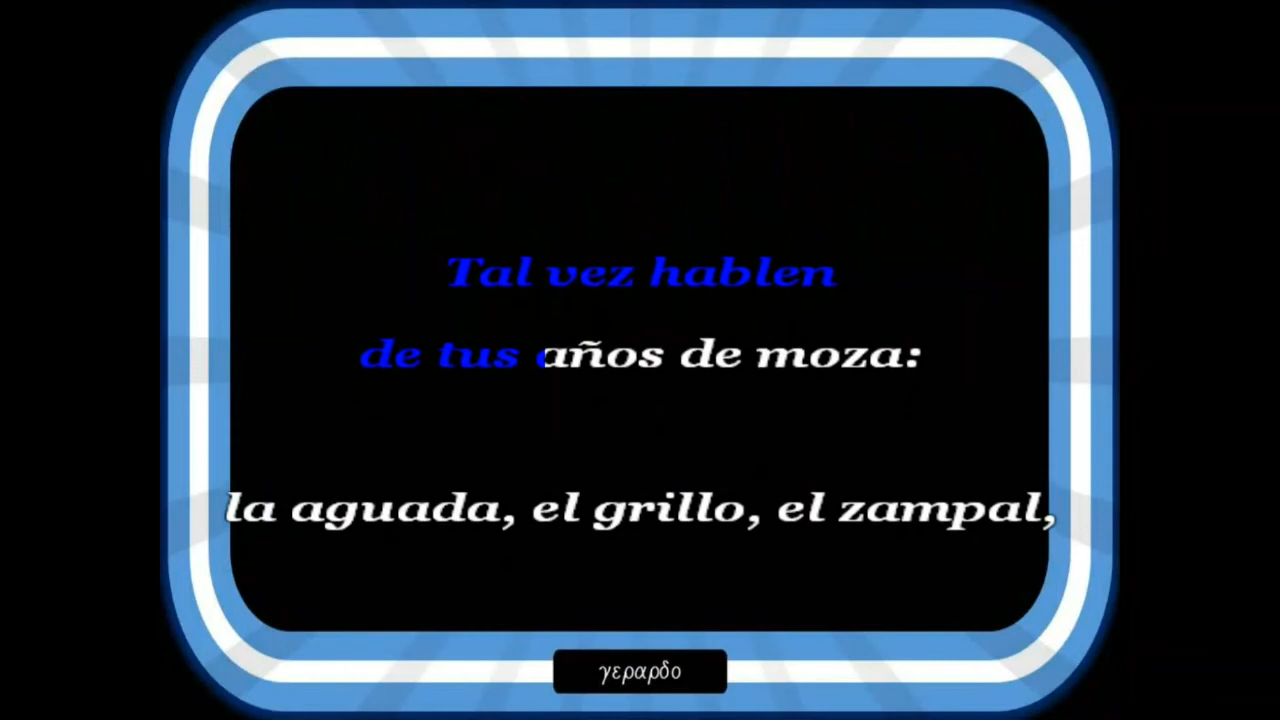 Tal vez hablen
de tus años de moza:
la aguada, el grillo, el zampal,
γεραρδο